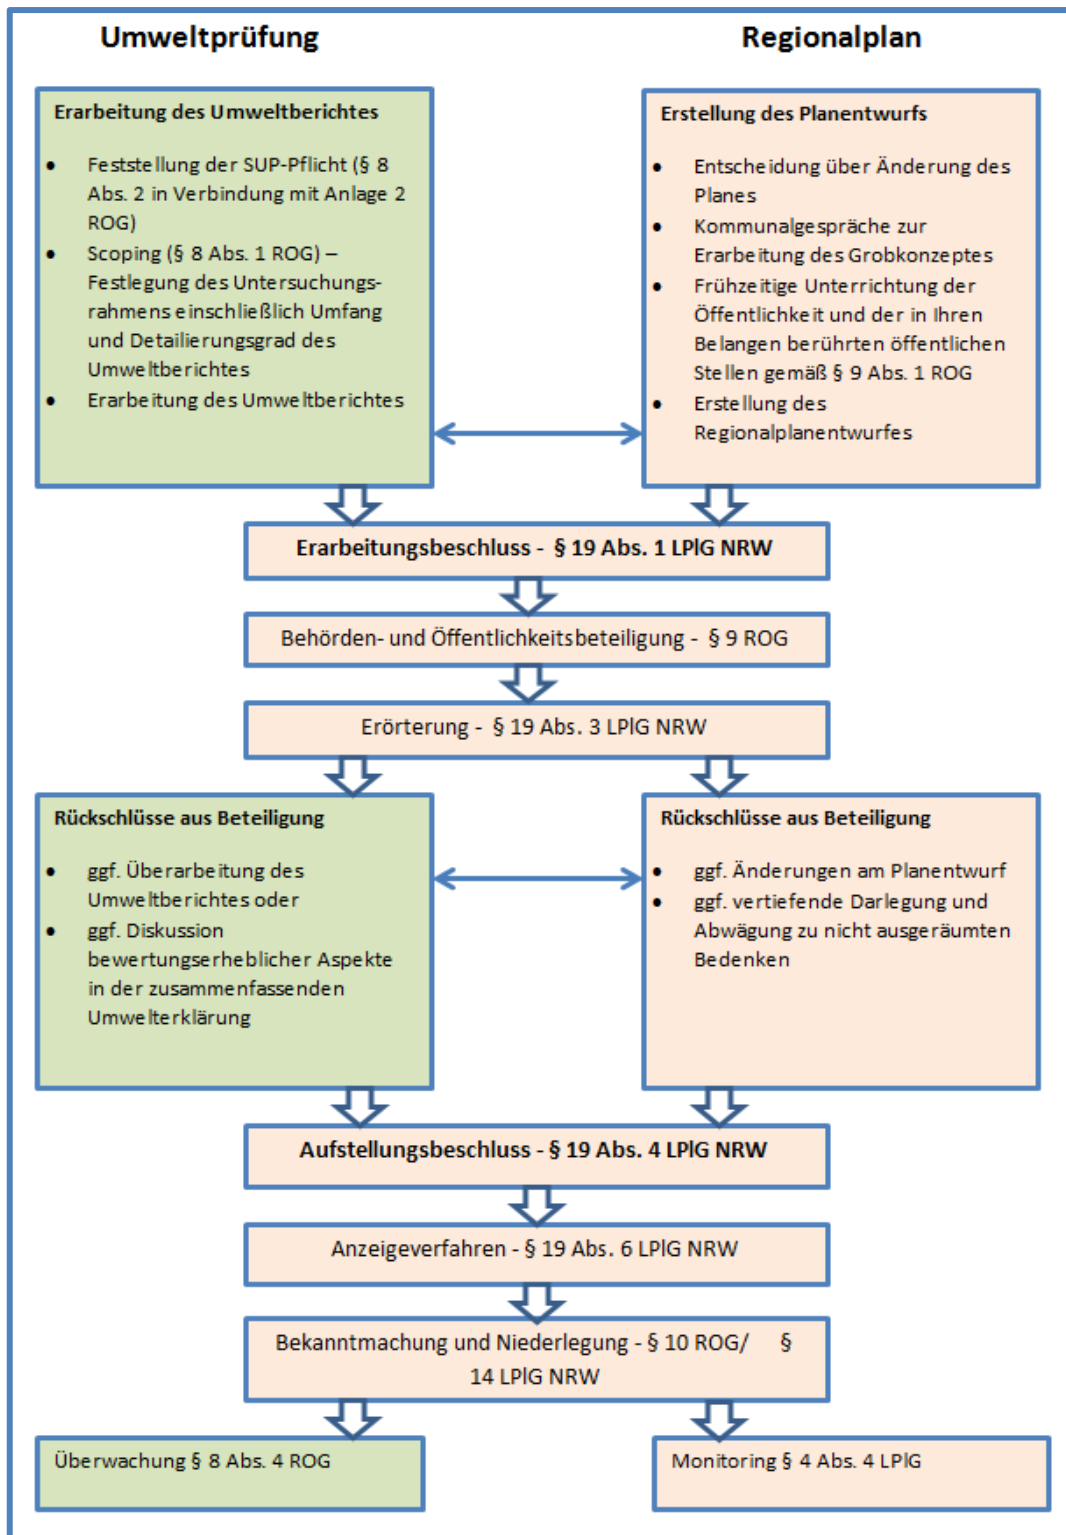 Umweltprüfung
Regionalplan
Erarbeitung des Umweltberichtes
• Feststellung der SUP-Pflicht (§ 8
Abs. 2 in Verbindung mit Anlage 2
ROG)
• Scoping (§ 8 Abs. 1 ROG) –
Festlegung des Untersuchungs-
rahmens einschließlich Umfang
und Detailierungsgrad des
Umweltberichtes
• Erarbeitung des Umweltberichtes
Erstellung des Planentwurfs
• Entscheidung über Änderung des
Planes
• Kommunalgespräche zur
Erarbeitung des Grobkonzeptes
• Frühzeitige Unterrichtung der
Öffentlichkeit und der in Ihren
Belangen berührten öffentlichen
Stellen gemäß § 9 Abs. 1 ROG
• Erstellung des
Regionalplanentwurfes
Erarbeitungsbeschluss - § 19 Abs. 1 LPlG NRW
Behörden- und Öffentlichkeitsbeteiligung - § 9 ROG
Erörterung - § 19 Abs. 3 LPlG NRW
Rückschlüsse aus Beteiligung
• ggf. Überarbeitung des
Umweltberichtes oder
• ggf. Diskussion
bewertungserheblicher Aspekte
in der zusammenfassenden
Umwelterklärung
Rückschlüsse aus Beteiligung
• ggf. Änderungen am Planentwurf
• ggf. vertiefende Darlegung und
Abwägung zu nicht ausgeräumten
Bedenken
Aufstellungsbeschluss - § 19 Abs. 4 LPlG NRW
Anzeigeverfahren - § 19 Abs. 6 LPlG NRW
Bekanntmachung und Niederlegung - § 10 ROG/ §
14 LPlG NRW
Überwachung § 8 Abs. 4 ROG
Monitoring § 4 Abs. 4 LPlG